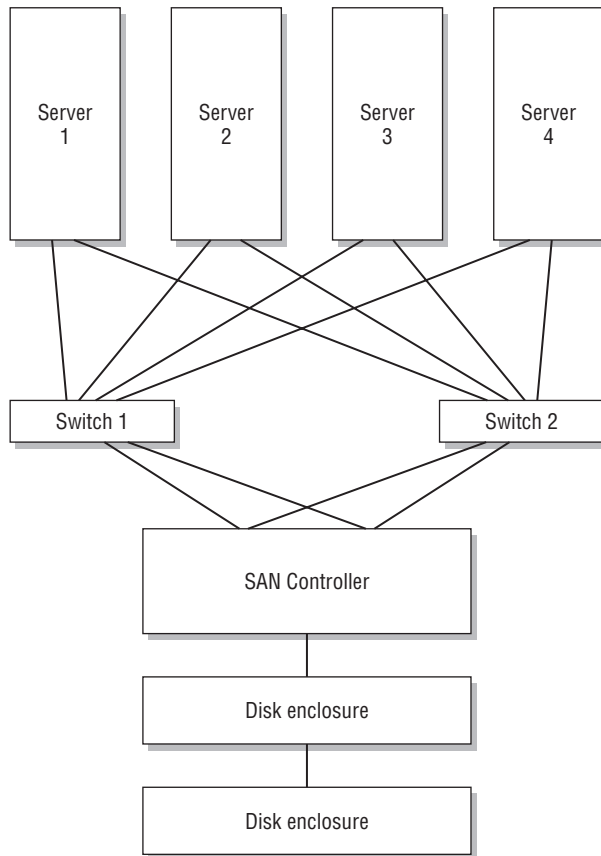 Server
1
Server
2
Server
3
Server
4
Switch 1
Switch 2
SAN Controller
Disk enclosure
Disk enclosure